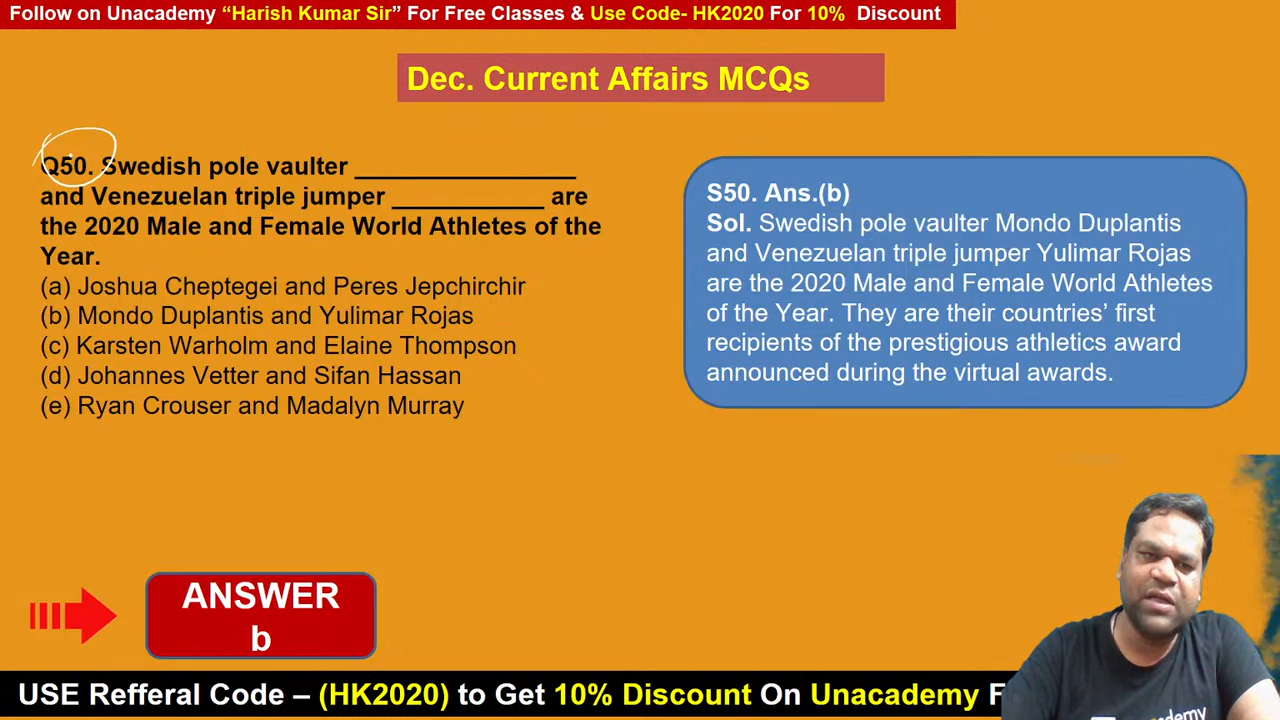 Follow on Unacademy “Harish Kumar Sir” For Free Classes & Use Code- HK2020 For 10% Discount
Dec. Current Affairs MCQs
Q50. Swedish pole vaulter _______________
and Venezuelan triple jumper __________ are
the 2020 Male and Female World Athletes of the
Year.
(a) Joshua Cheptegei and Peres Jepchirchir
(b) Mondo Duplantis and Yulimar Rojas
(c) Karsten Warholm and Elaine Thompson
(d) Johannes Vetter and Sifan Hassan
(e) Ryan Crouser and Madalyn Murray
S50. Ans.(b)
Sol. Swedish pole vaulter Mondo Duplantis
and Venezuelan triple jumper Yulimar Rojas
are the 2020 Male and Female World Athletes
of the Year. They are their countries’ first
recipients of the prestigious athletics award
announced during the virtual awards.
ANSWER
b
USE Refferal Code – (HK2020) to Get 10% Discount On Unacademy F